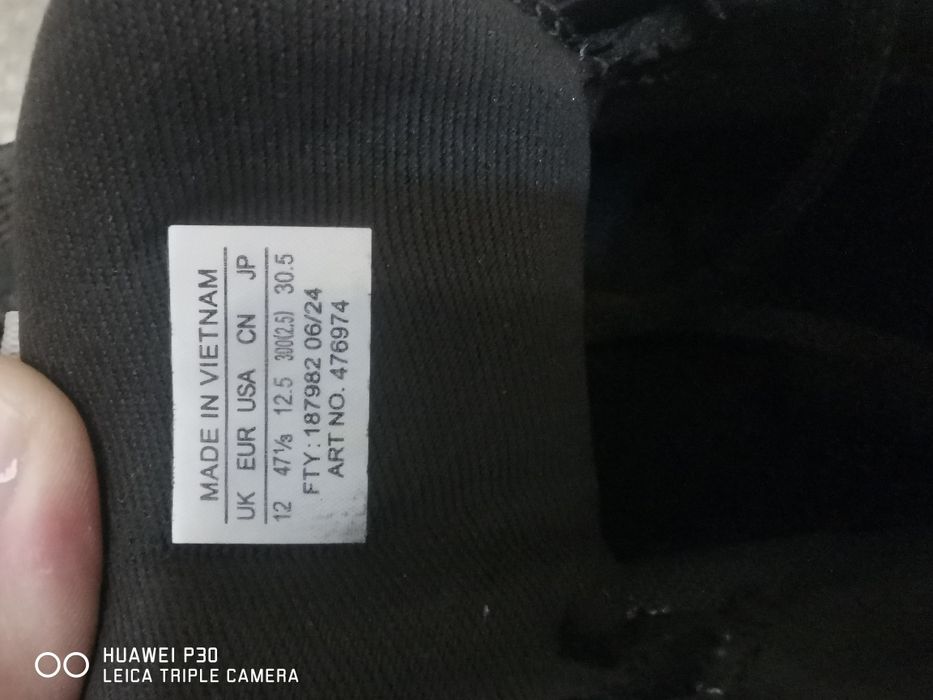 MADE IN VIETNAM
UK EUR USA CN JP
12 47⅓ 12.5 300(2.5) 30.5
FTY: 187982 06/24
ART NO. 476974
HUAWEI P30
LEICA TRIPLE CAMERA